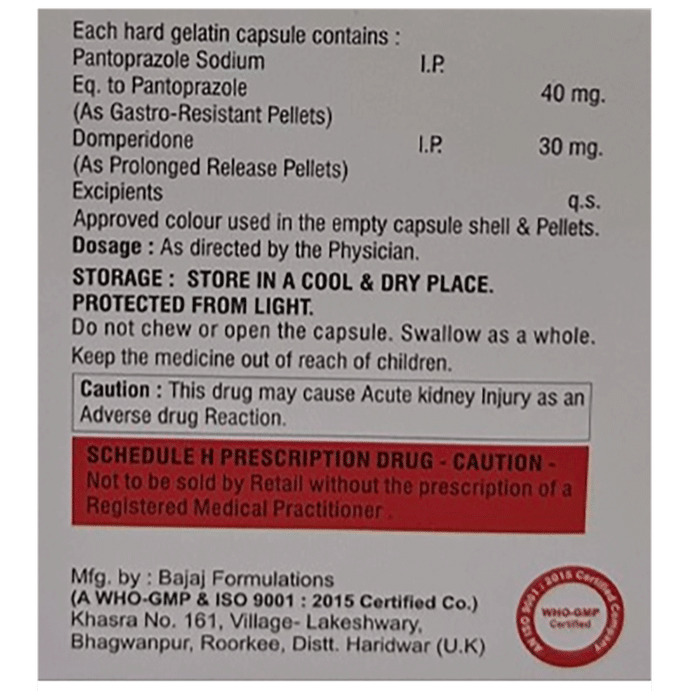 Each hard gelatin capsule contains :
Pantoprazole Sodium I.P.
Eq. to Pantoprazole 40 mg.
(As Gastro-Resistant Pellets)
Domperidone I.P. 30 mg.
(As Prolonged Release Pellets)
Excipients q.s.
Approved colour used in the empty capsule shell & Pellets.
Dosage : As directed by the Physician.
STORAGE : STORE IN A COOL & DRY PLACE.
PROTECTED FROM LIGHT.
Do not chew or open the capsule. Swallow as a whole.
Keep the medicine out of reach of children.
Caution : This drug may cause Acute kidney Injury as an
Adverse drug Reaction.
SCHEDULE H PRESCRIPTION DRUG - CAUTION -
Not to be sold by Retail without the prescription of a
Registered Medical Practitioner.
Mfg. by : Bajaj Formulations
(A WHO-GMP & ISO 9001 : 2015 Certified Co.)
Khasra No. 161, Village- Lakeshwary,
Bhagwanpur, Roorkee, Distt. Haridwar (U.K)
AN ISO 9001 : 2015 Certified Company
WHO-GMP
Certified